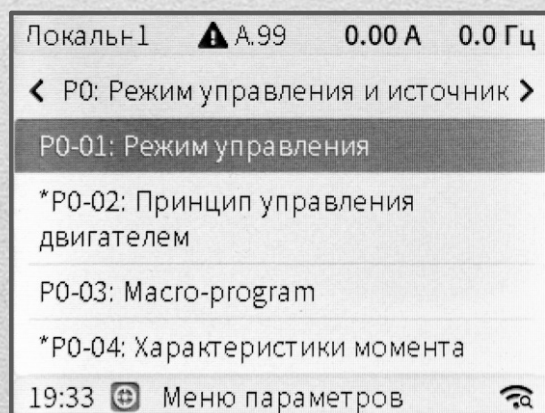 Локальн1 A.99 0.00 A 0.0 Гц
P0: Режим управления и источник
P0-01: Режим управления
*P0-02: Принцип управления
двигателем
P0-03: Macro-program
*P0-04: Характеристики момента
19:33 Меню параметров